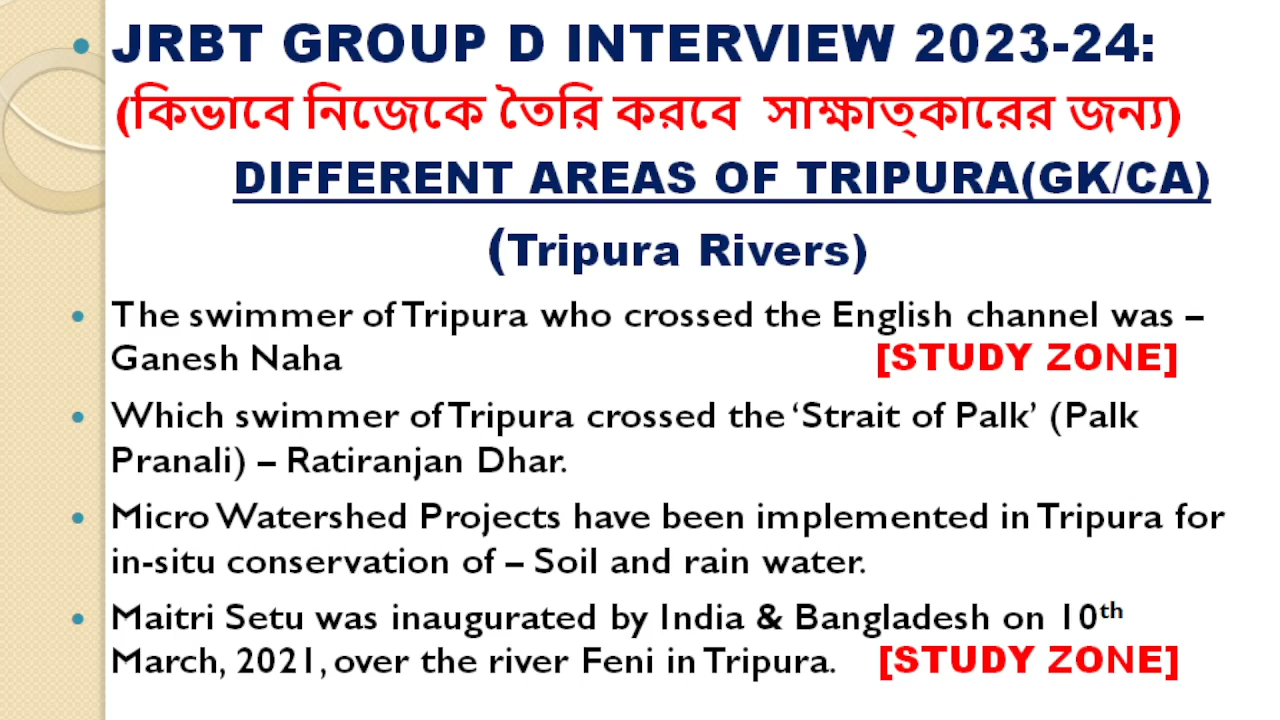 • JRBT GROUP D INTERVIEW 2023-24:
(কিভাবে নিজেকে তৈরি করবে সাক্ষাত্কারের জন্য)
DIFFERENT AREAS OF TRIPURA(GK/CA)
(Tripura Rivers)
• The swimmer of Tripura who crossed the English channel was –
Ganesh Naha [STUDY ZONE]
• Which swimmer of Tripura crossed the ‘Strait of Palk’ (Palk
Pranali) – Ratiranjan Dhar.
• Micro Watershed Projects have been implemented in Tripura for
in-situ conservation of – Soil and rain water.
• Maitri Setu was inaugurated by India & Bangladesh on 10th
March, 2021, over the river Feni in Tripura. [STUDY ZONE]